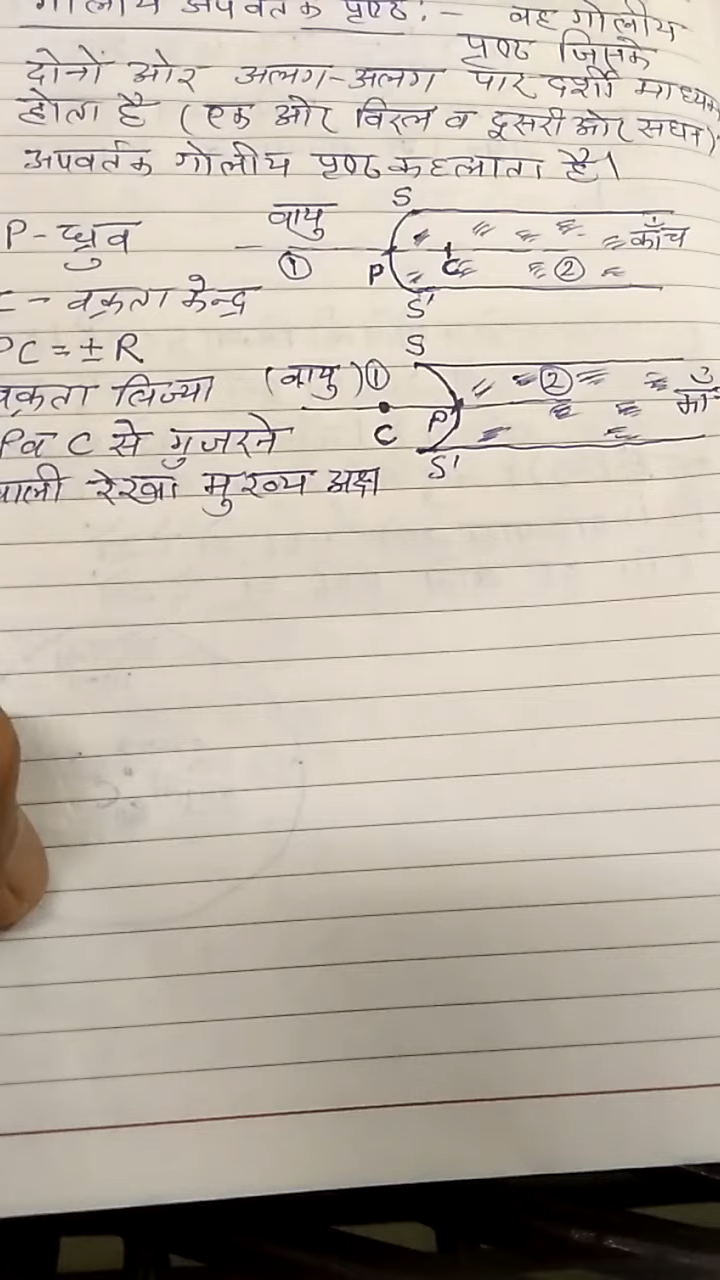 गोलीय अपवर्तक पृष्ठ :- वह गोलीय
पृष्ठ जिसके
दोनों ओर अलग-अलग पारदर्शी माध्यम
होता है (एक ओर विरल व दूसरी ओर सघन)
अपवर्तक गोलीय पृष्ठ कहलाता है।
S
P - ध्रुव वायु काँच
① P C ②
C - वक्रता केन्द्र S'
PC = ± R S
वक्रता त्रिज्या (वायु) ① ②
P व C से गुजरने C P
वाली रेखा मुख्य अक्ष S'